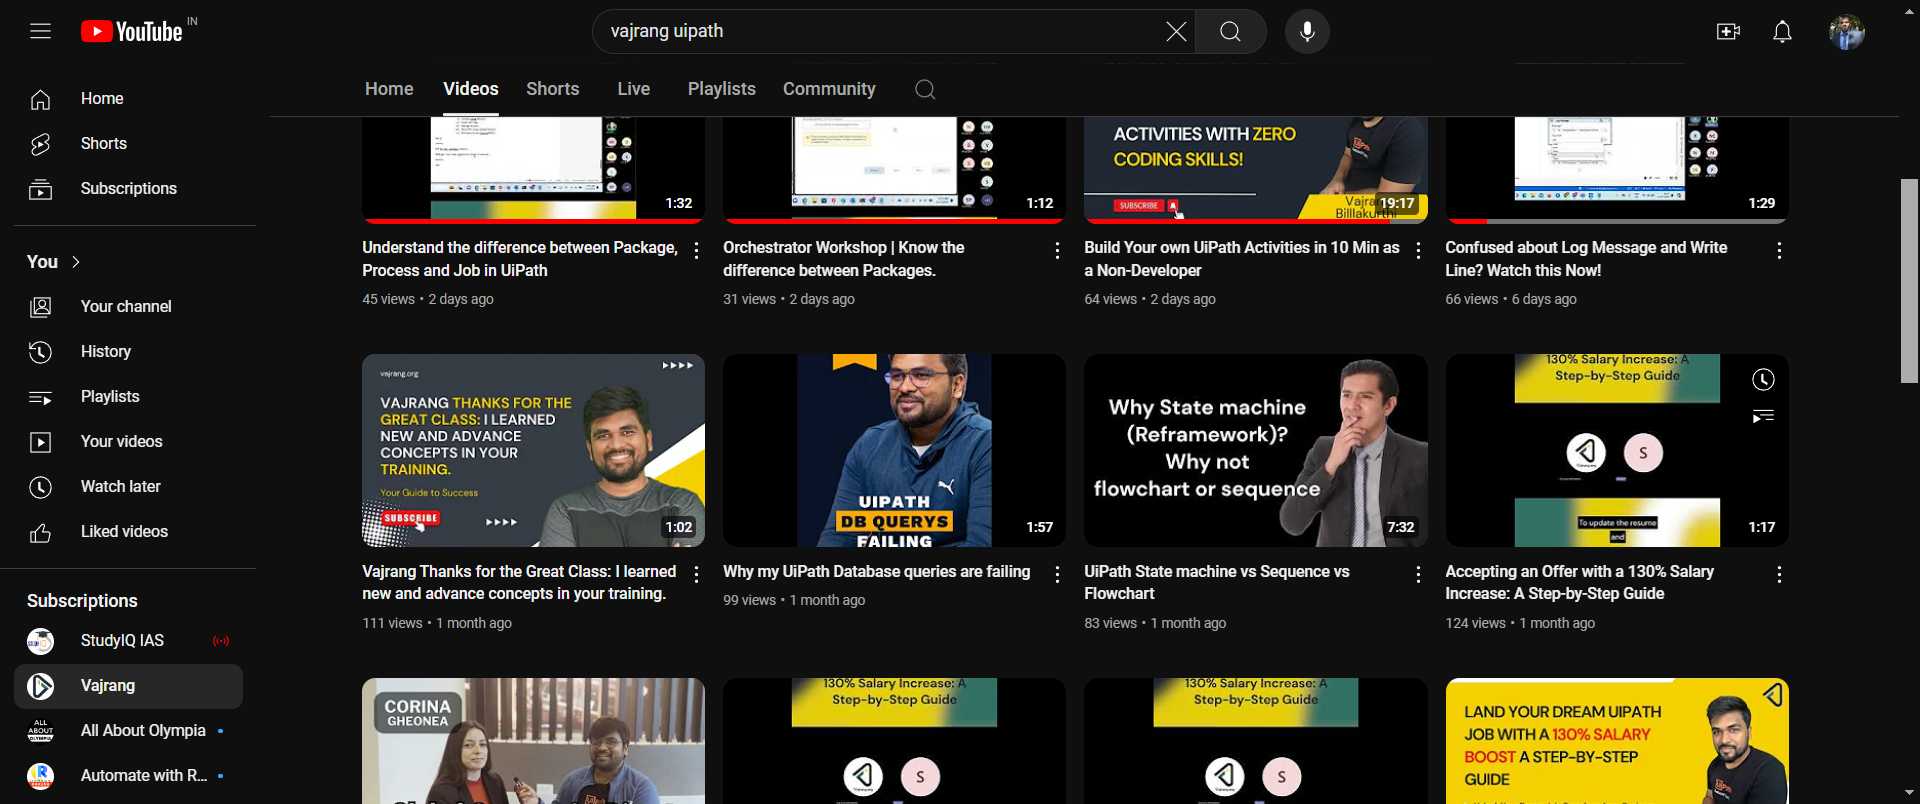 YouTube IN
vajrang uipath
Home Videos Shorts Live Playlists Community
Home
Shorts
Subscriptions
You
Your channel
History
Playlists
Your videos
Watch later
Liked videos
Subscriptions
StudyIQ IAS
Vajrang
All About Olympia
Automate with R...
1:32
Understand the difference between Package,
Process and Job in UiPath
45 views • 2 days ago
1:12
Orchestrator Workshop | Know the
difference between Packages.
31 views • 2 days ago
ACTIVITIES WITH ZERO
CODING SKILLS!
SUBSCRIBE
19:17
Billlakurthi
Build Your own UiPath Activities in 10 Min as
a Non-Developer
64 views • 2 days ago
1:29
Confused about Log Message and Write
Line? Watch this Now!
66 views • 6 days ago
vajrang.org
VAJRANG THANKS FOR THE
GREAT CLASS: I LEARNED
NEW AND ADVANCE
CONCEPTS IN YOUR
TRAINING.
Your Guide to Success
SUBSCRIBE
1:02
Vajrang Thanks for the Great Class: I learned
new and advance concepts in your training.
111 views • 1 month ago
UIPATH
DB QUERYS
FAILING
1:57
Why my UiPath Database queries are failing
99 views • 1 month ago
Why State machine
(Reframework)?
Why not
flowchart or sequence
7:32
UiPath State machine vs Sequence vs
Flowchart
83 views • 1 month ago
130% Salary Increase: A
Step-by-Step Guide
S
To update the resume
and
1:17
Accepting an Offer with a 130% Salary
Increase: A Step-by-Step Guide
124 views • 1 month ago
CORINA
GHEONEA
130% Salary Increase: A
Step-by-Step Guide
S
130% Salary Increase: A
Step-by-Step Guide
S
LAND YOUR DREAM UIPATH
JOB WITH A 130% SALARY
BOOST A STEP-BY-STEP
GUIDE